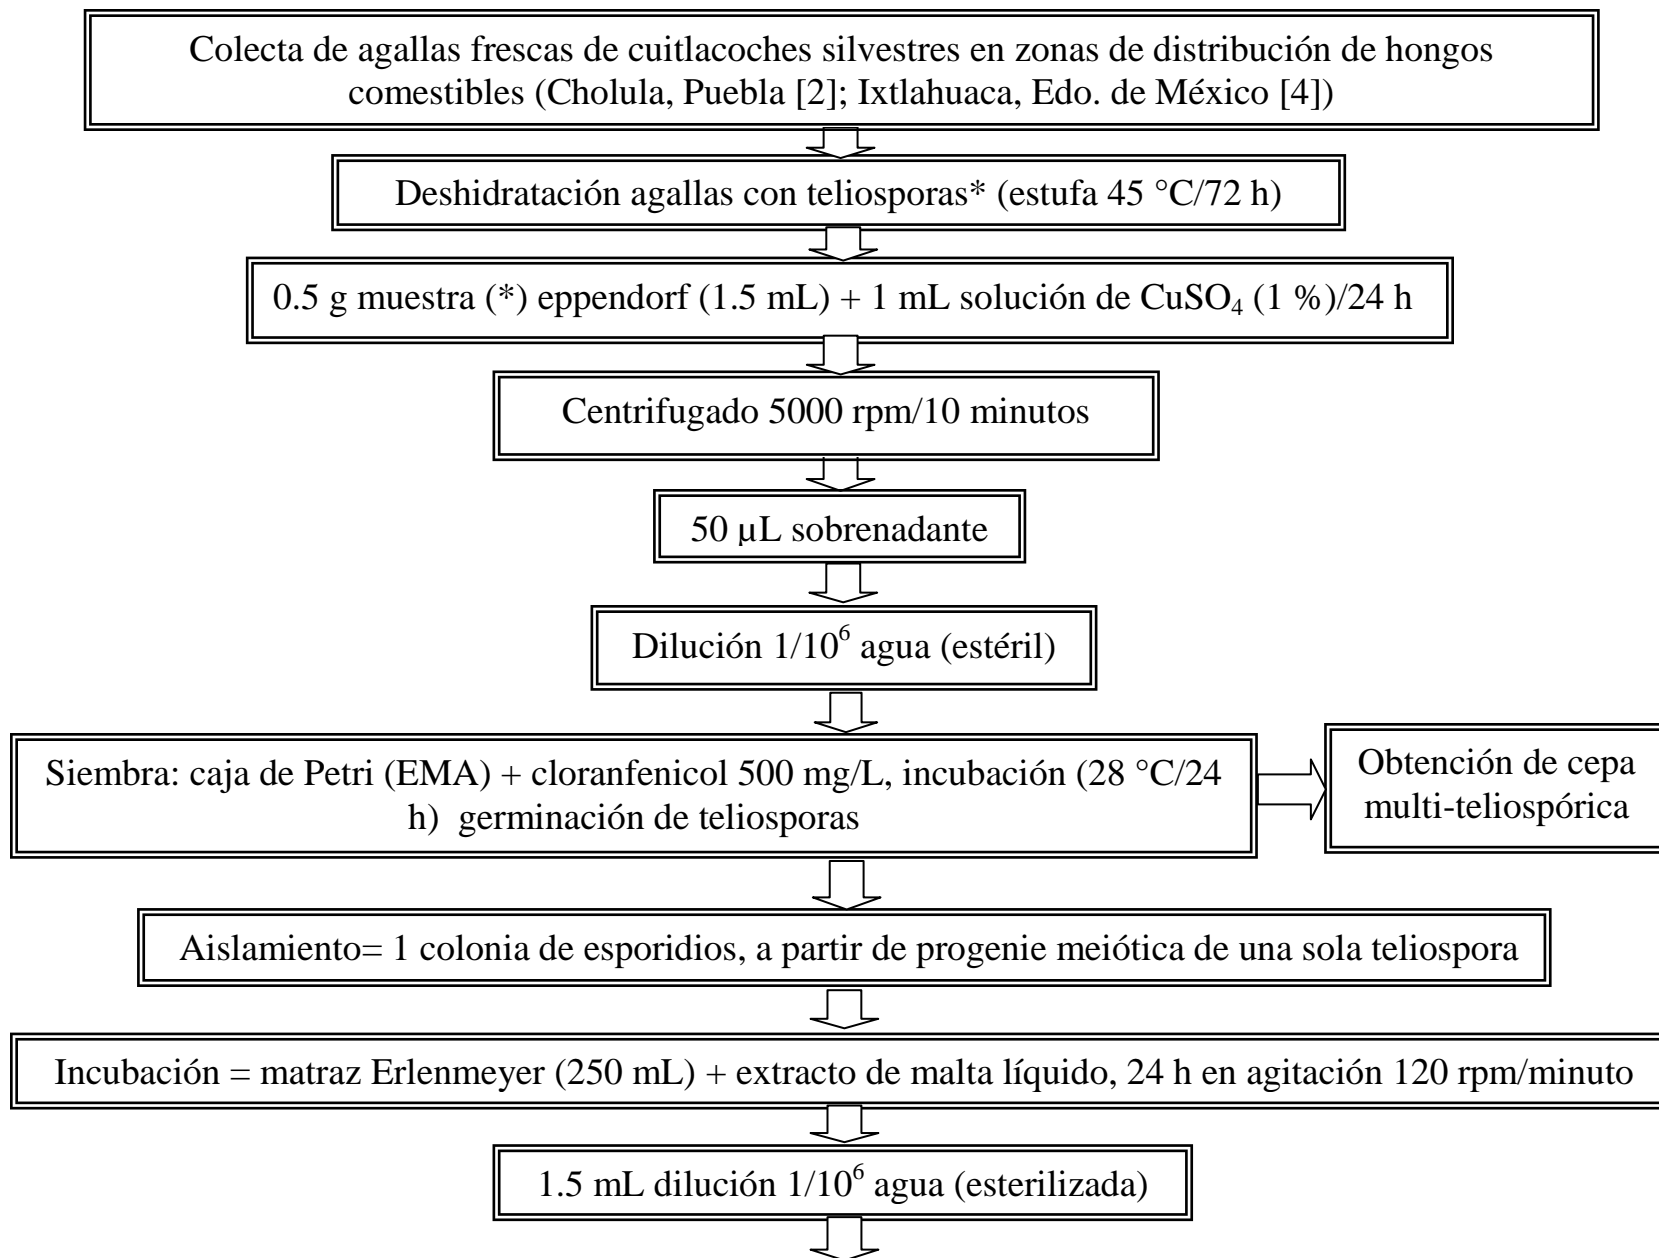 Colecta de agallas frescas de cuitlacoches silvestres en zonas de distribución de hongos
comestibles (Cholula, Puebla [2]; Ixtlahuaca, Edo. de México [4])
Deshidratación agallas con teliosporas* (estufa 45 °C/72 h)
0.5 g muestra (*) eppendorf (1.5 mL) + 1 mL solución de CuSO₄ (1 %)/24 h
Centrifugado 5000 rpm/10 minutos
50 µL sobrenadante
Dilución 1/10⁶ agua (estéril)
Siembra: caja de Petri (EMA) + cloranfenicol 500 mg/L, incubación (28 °C/24
h) germinación de teliosporas
Obtención de cepa
multi-teliospórica
Aislamiento= 1 colonia de esporidios, a partir de progenie meiótica de una sola teliospora
Incubación = matraz Erlenmeyer (250 mL) + extracto de malta líquido, 24 h en agitación 120 rpm/minuto
1.5 mL dilución 1/10⁶ agua (esterilizada)